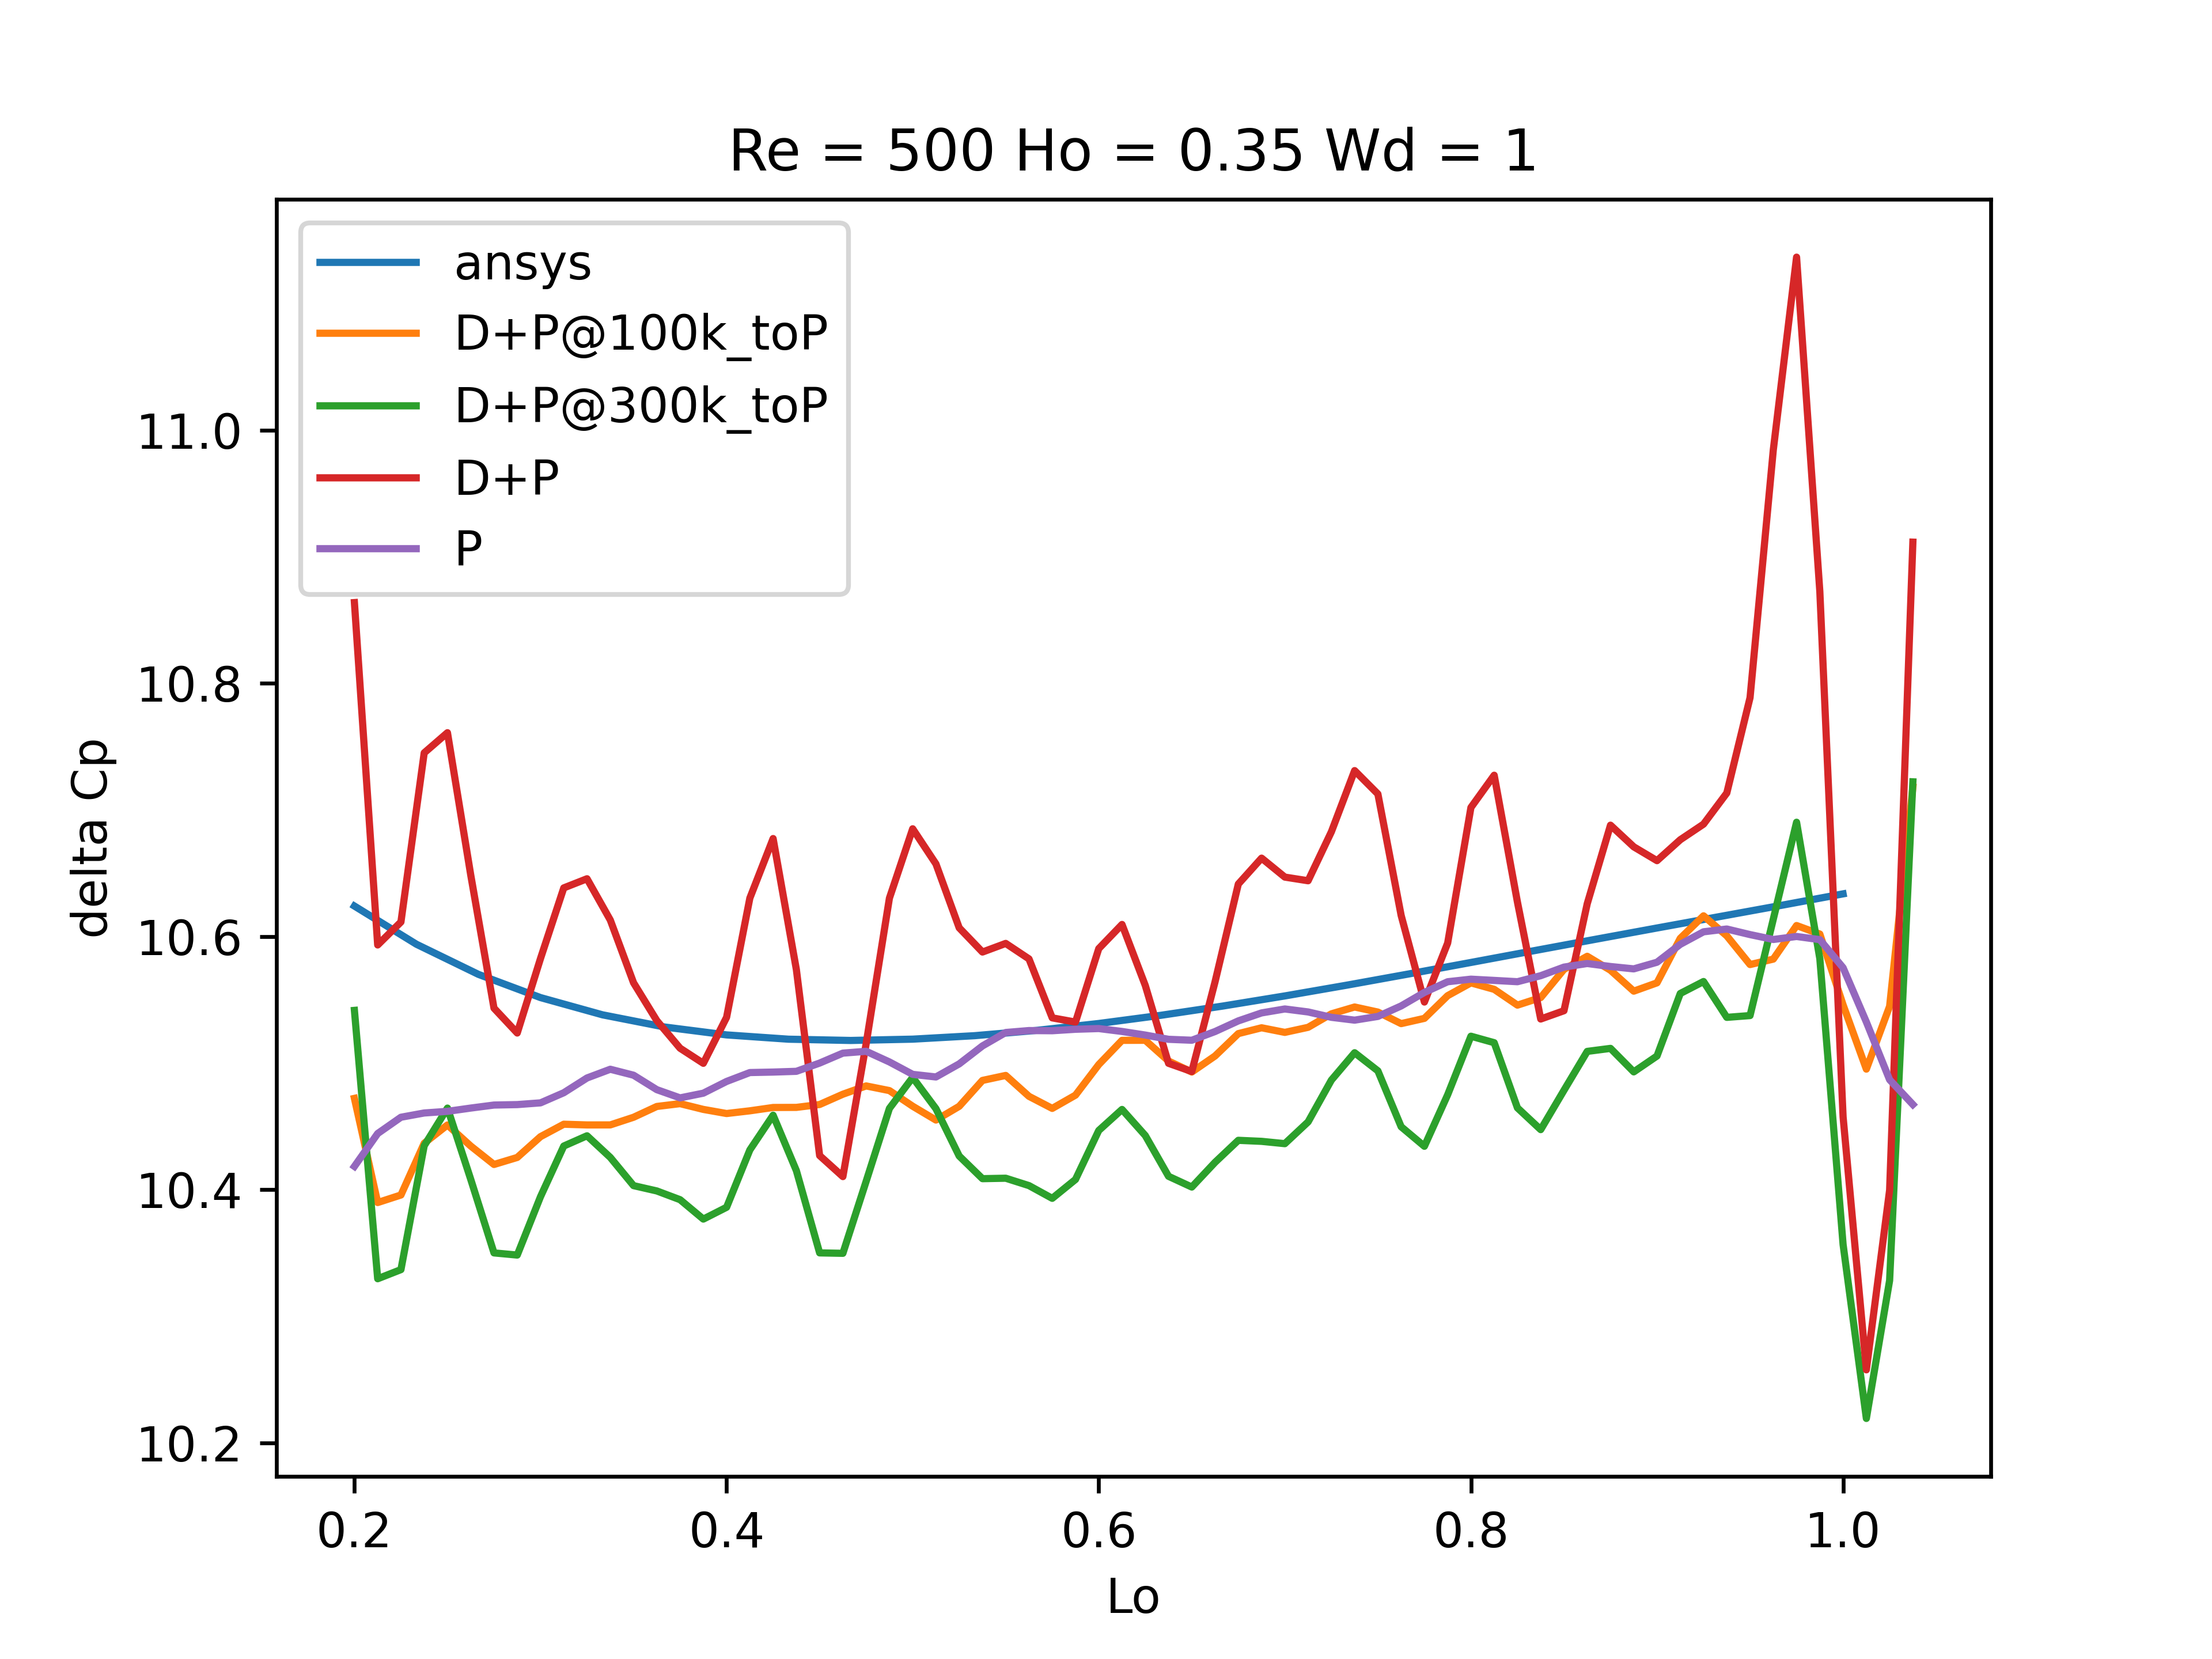 Re = 500 Ho = 0.35 Wd = 1
ansys
D+P@100k_toP
D+P@300k_toP
D+P
P
11.0
10.8
10.6
10.4
10.2
delta Cp
0.2 0.4 0.6 0.8 1.0
Lo